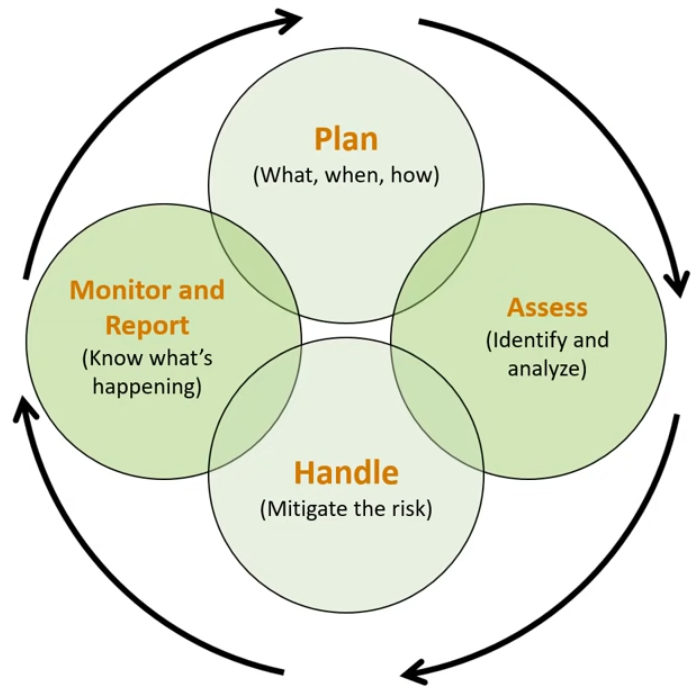 Plan
(What, when, how)
Monitor and
Report
(Know what’s
happening)
Assess
(Identify and
analyze)
Handle
(Mitigate the risk)